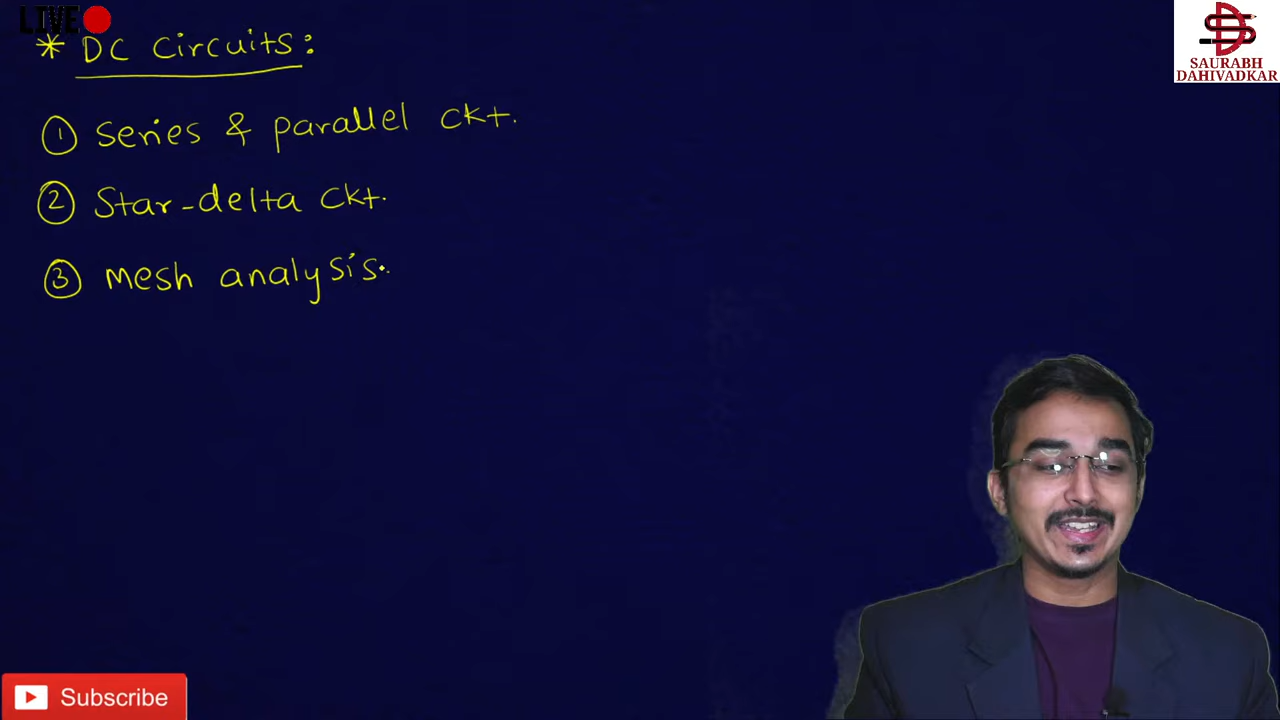 LIVE
* DC Circuits:
① Series & parallel ckt.
② Star-delta Ckt.
③ Mesh analysis.
SAURABH
DAHIVADKAR
Subscribe